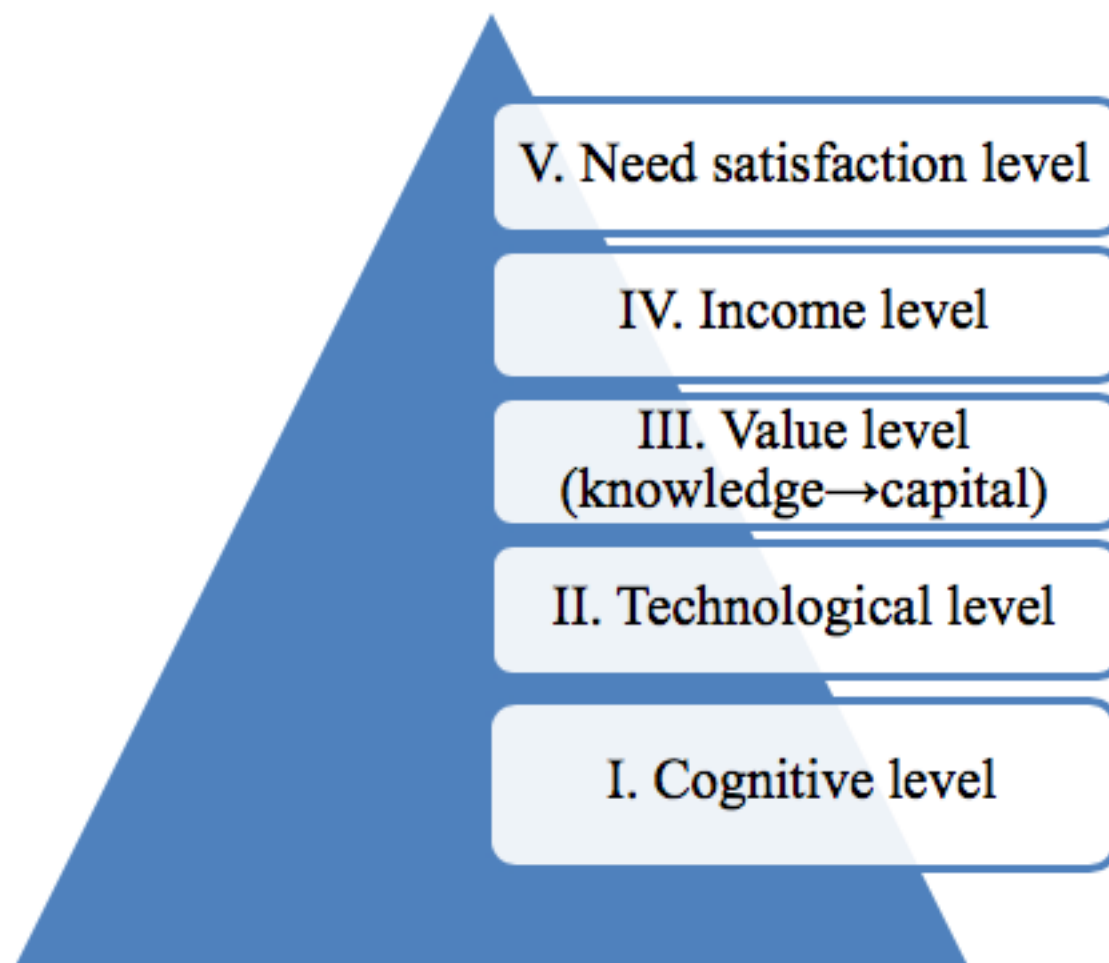 V. Need satisfaction level
IV. Income level
III. Value level
(knowledge→capital)
II. Technological level
I. Cognitive level